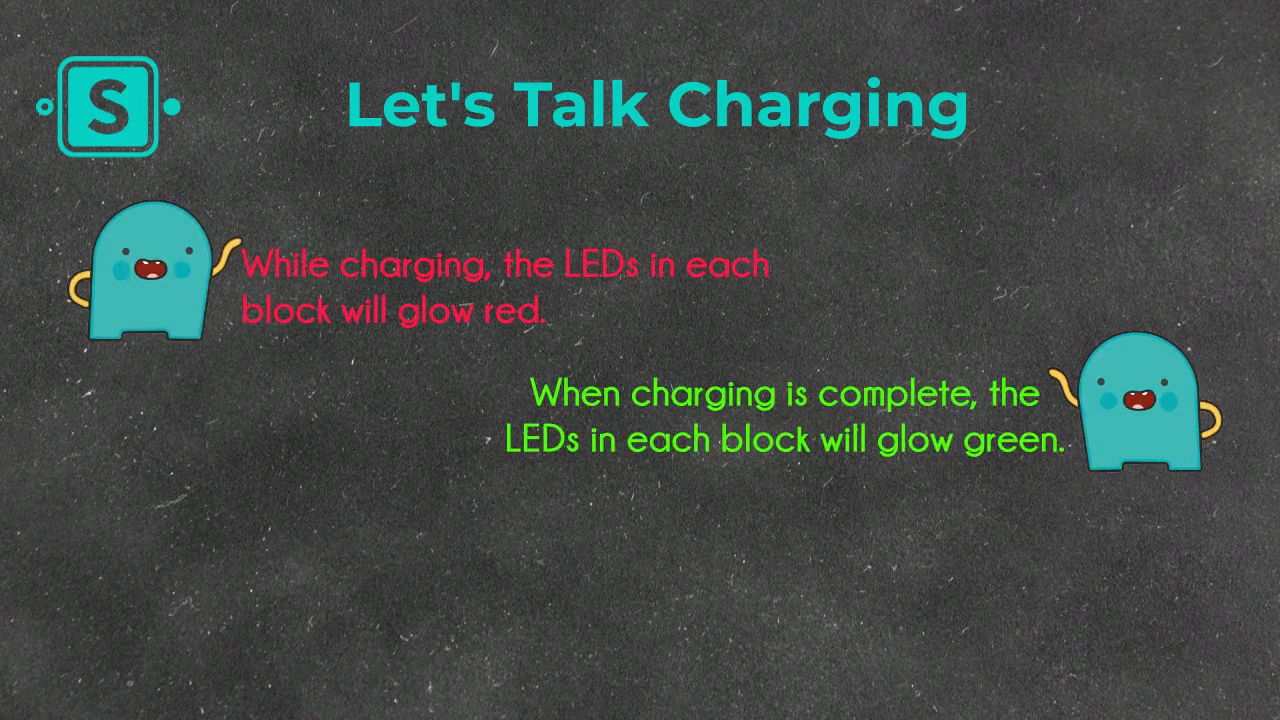 S
Let's Talk Charging
While charging, the LEDs in each
block will glow red.
When charging is complete, the
LEDs in each block will glow green.